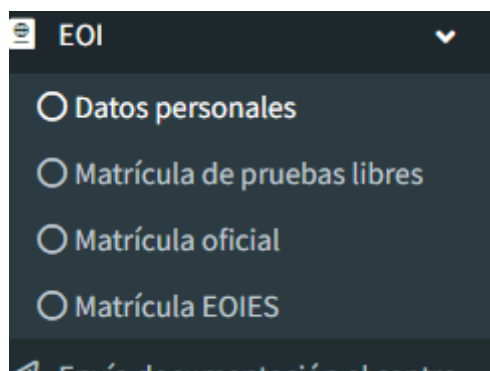 EOI
Datos personales
Matrícula de pruebas libres
Matrícula oficial
Matrícula EOIES